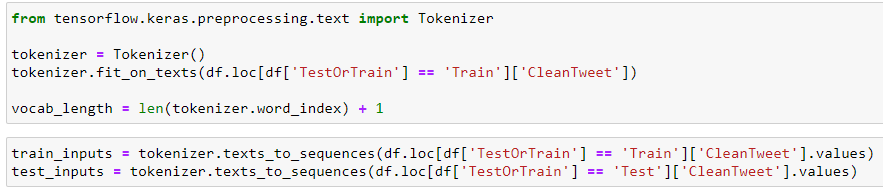 from tensorflow.keras.preprocessing.text import Tokenizer
tokenizer = Tokenizer()
tokenizer.fit_on_texts(df.loc[df['TestOrTrain'] == 'Train']['CleanTweet'])
vocab_length = len(tokenizer.word_index) + 1
train_inputs = tokenizer.texts_to_sequences(df.loc[df['TestOrTrain'] == 'Train']['CleanTweet'].values)
test_inputs = tokenizer.texts_to_sequences(df.loc[df['TestOrTrain'] == 'Test']['CleanTweet'].values)